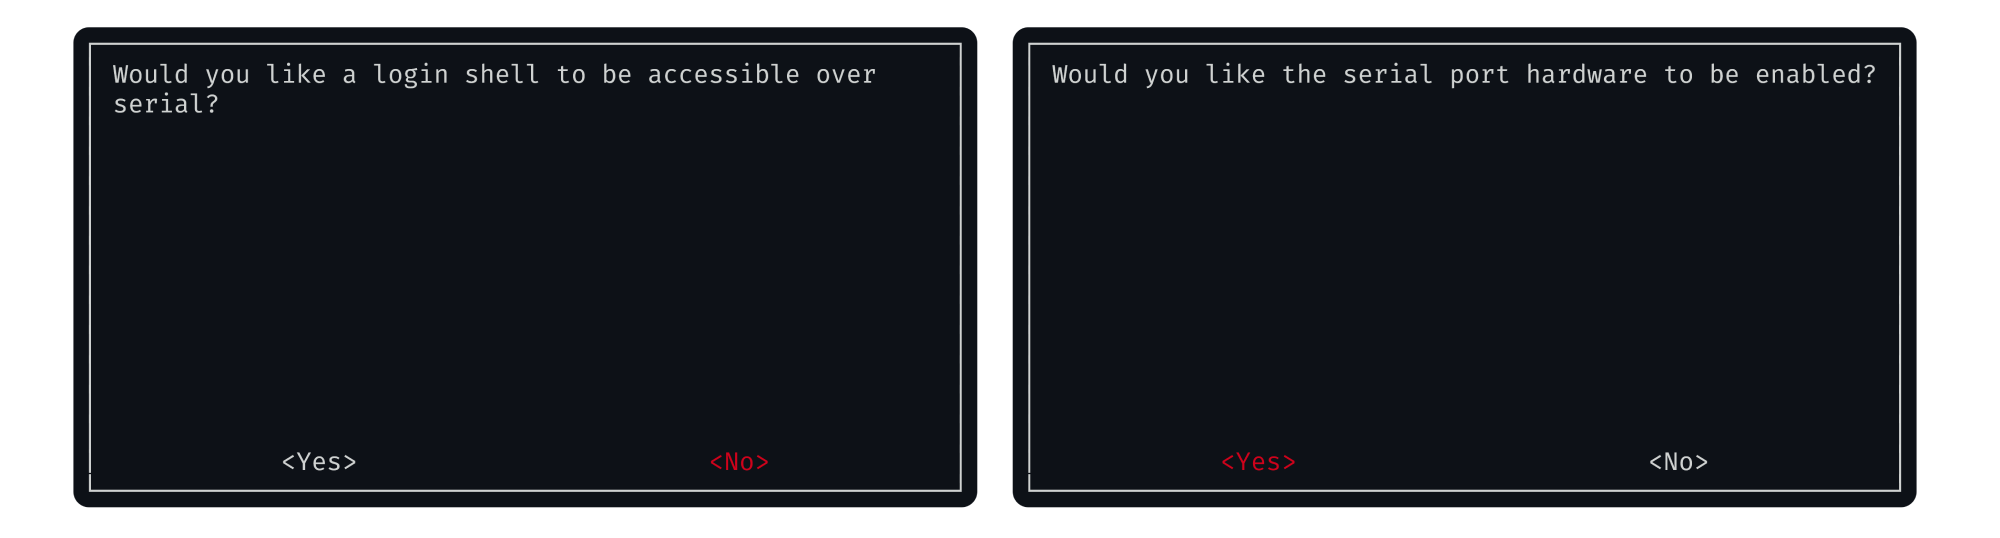 Would you like a login shell to be accessible over
serial?
<Yes> <No>
Would you like the serial port hardware to be enabled?
<Yes> <No>